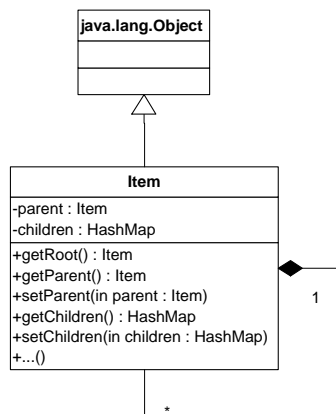 java.lang.Object
Item
-parent : Item
-children : HashMap
+getRoot() : Item
+getParent() : Item
+setParent(in parent : Item)
+getChildren() : HashMap
+setChildren(in children : HashMap)
+...()
1
*